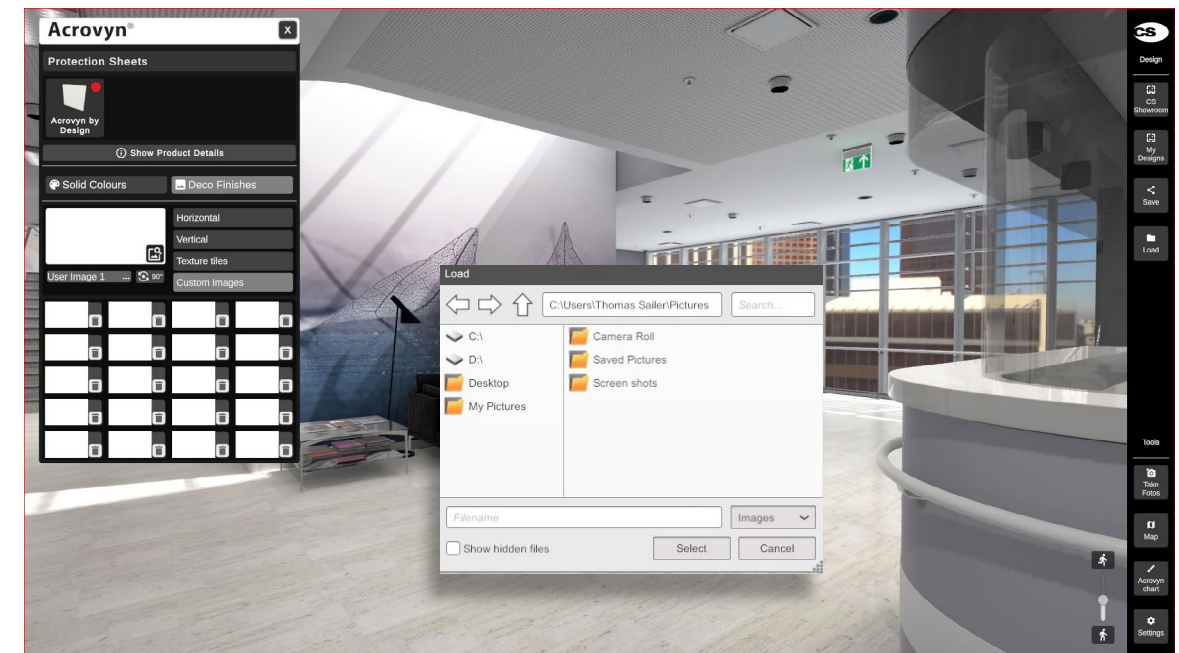 Acrovyn®
X
Protection Sheets
Acrovyn by
Design
Show Product Details
Solid Colours
Deco Finishes
Horizontal
Vertical
Texture tiles
Custom Images
User Image 1 ...
90°
Load
C:\Users\Thomas Sailer\Pictures
Search...
C:\
D:\
Desktop
My Pictures
Camera Roll
Saved Pictures
Screen shots
Filename
Images
Show hidden files
Select
Cancel
CS
Design
CS
Showroom
My
Designs
Save
Load
Tools
Take
Fotos
Map
Acrovyn
chart
Settings